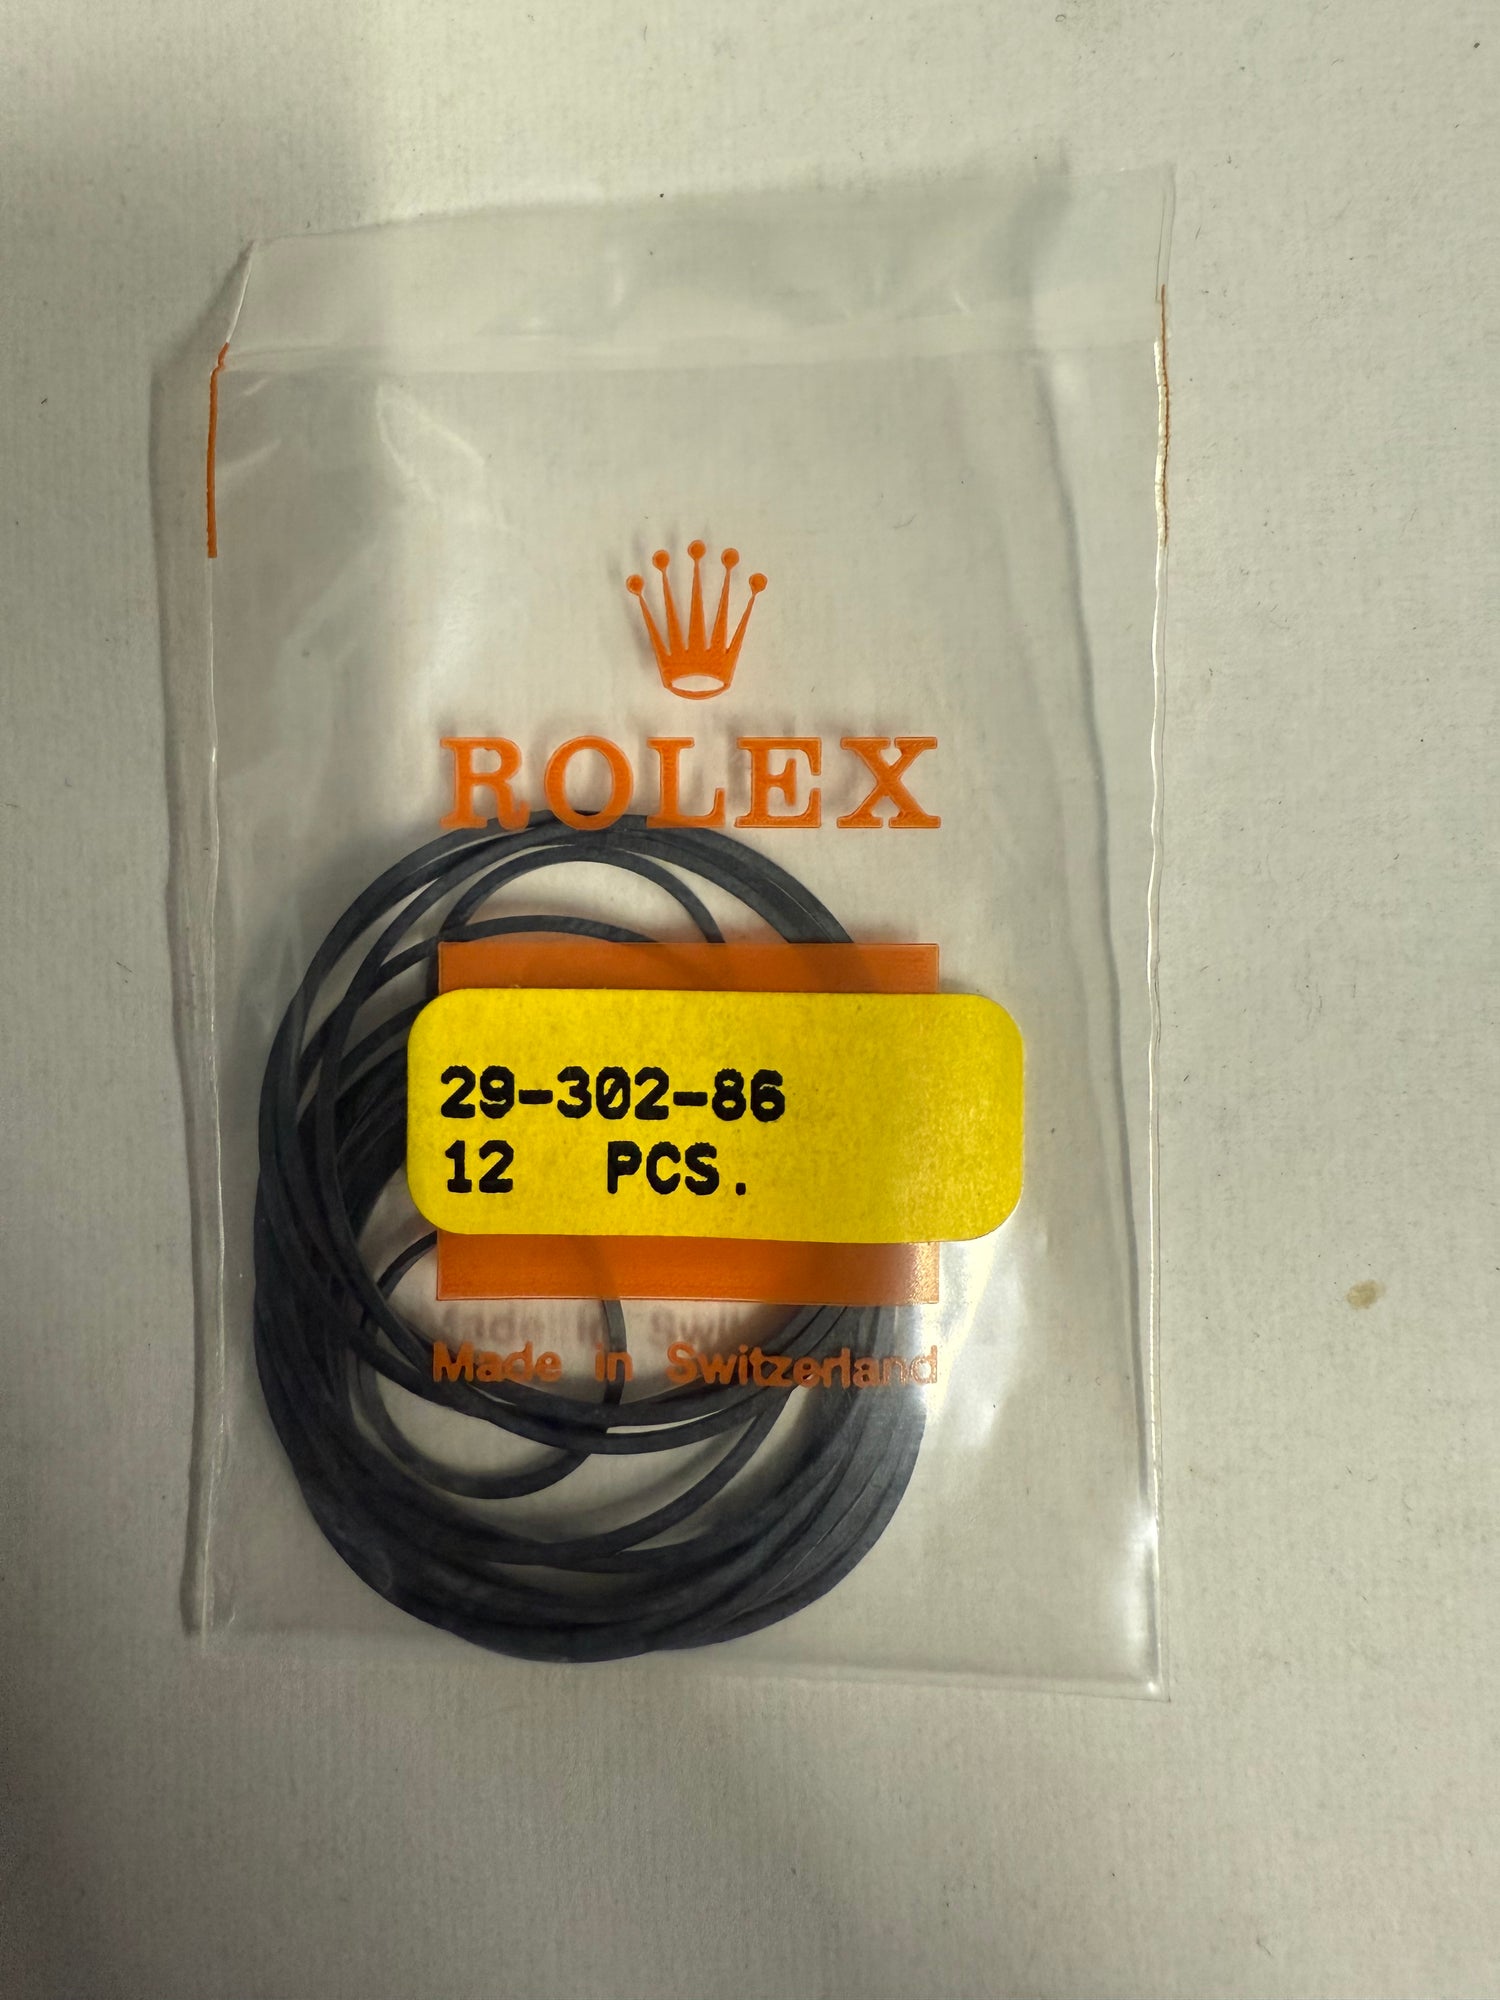 ROLEX
29-302-86
12 PCS.
Made in Switzerland